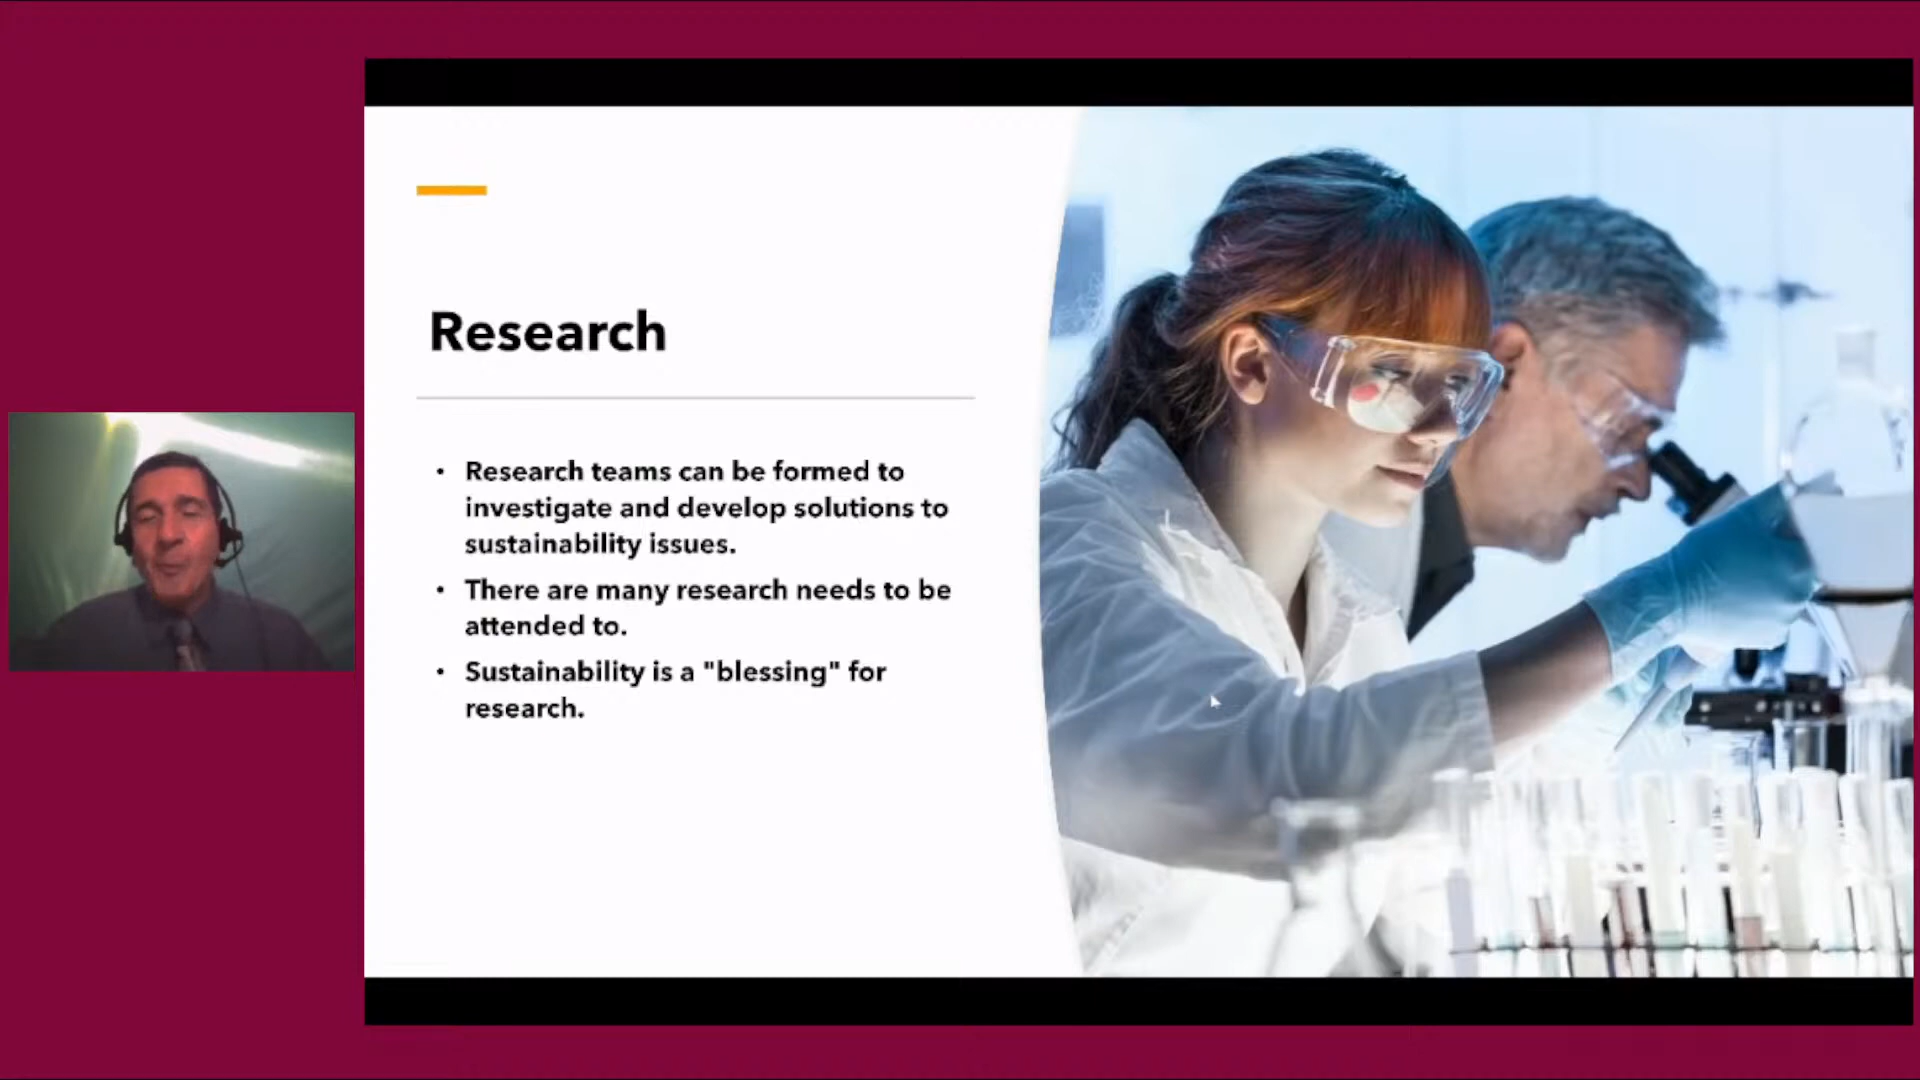 Research
• Research teams can be formed to
investigate and develop solutions to
sustainability issues.
• There are many research needs to be
attended to.
• Sustainability is a "blessing" for
research.